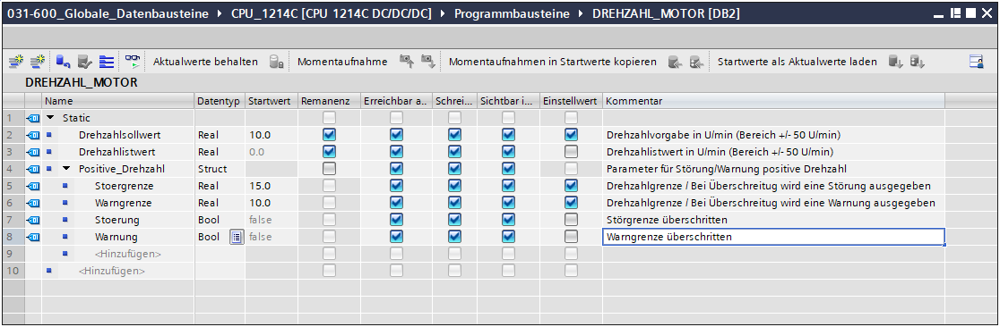 031-600_Globale_Datenbausteine CPU_1214C [CPU 1214C DC/DC/DC] Programmbausteine DREHZAHL_MOTOR [DB2]
Aktualwerte behalten Momentaufnahme Momentaufnahmen in Startwerte kopieren Startwerte als Aktualwerte laden
DREHZAHL_MOTOR
Name Datentyp Startwert Remanenz Erreichbar a.. Schrei... Sichtbar i... Einstellwert Kommentar
1 Static
2 Drehzahlsollwert Real 10.0 Drehzahlvorgabe in U/min (Bereich +/- 50 U/min)
3 Drehzahlistwert Real 0.0 Drehzahlistwert in U/min (Bereich +/- 50 U/min)
4 Positive_Drehzahl Struct Parameter für Störung/Warnung positive Drehzahl
5 Stoergrenze Real 15.0 Drehzahlgrenze / Bei Überschreitug wird eine Störung ausgegeben
6 Warngrenze Real 10.0 Drehzahlgrenze / Bei Überschreitug wird eine Warnung ausgegeben
7 Stoerung Bool false Störgrenze überschritten
8 Warnung Bool false Warngrenze überschritten
9 <Hinzufügen>
10 <Hinzufügen>